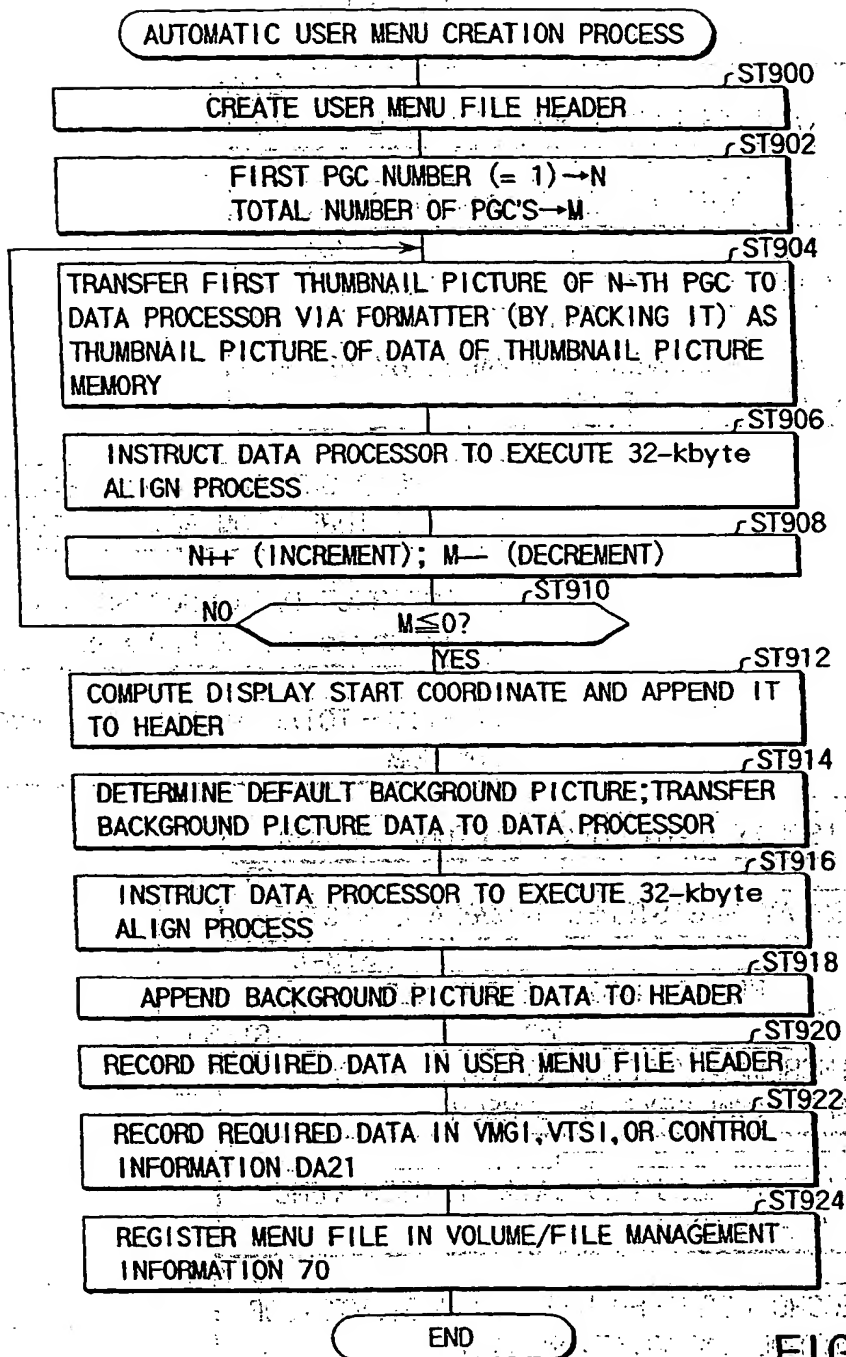 AUTOMATIC USER MENU CREATION PROCESS
ST900
CREATE USER MENU FILE HEADER
ST902
FIRST PGC NUMBER (= 1)→N
TOTAL NUMBER OF PGC'S→M
ST904
TRANSFER FIRST THUMBNAIL PICTURE OF N-TH PGC TO
DATA PROCESSOR VIA FORMATTER (BY PACKING IT) AS
THUMBNAIL PICTURE OF DATA OF THUMBNAIL PICTURE
MEMORY
ST906
INSTRUCT DATA PROCESSOR TO EXECUTE 32-kbyte
ALIGN PROCESS
ST908
N++ (INCREMENT); M-- (DECREMENT)
ST910
NO
M≦0?
YES
ST912
COMPUTE DISPLAY START COORDINATE AND APPEND IT
TO HEADER
ST914
DETERMINE DEFAULT BACKGROUND PICTURE;TRANSFER
BACKGROUND PICTURE DATA TO DATA PROCESSOR
ST916
INSTRUCT DATA PROCESSOR TO EXECUTE 32-kbyte
ALIGN PROCESS
ST918
APPEND BACKGROUND PICTURE DATA TO HEADER
ST920
RECORD REQUIRED DATA IN USER MENU FILE HEADER
ST922
RECORD REQUIRED DATA IN VMGI,VTSI,OR CONTROL
INFORMATION DA21
ST924
REGISTER MENU FILE IN VOLUME/FILE MANAGEMENT
INFORMATION 70
END
FIG